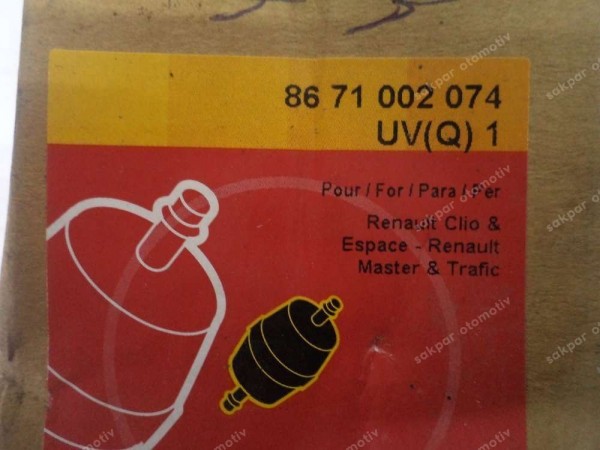 86 71 002 074
UV(Q) 1
Pour / For / Para / Per
Renault Clio &
Espace - Renault
Master & Trafic
sakpar otomotiv